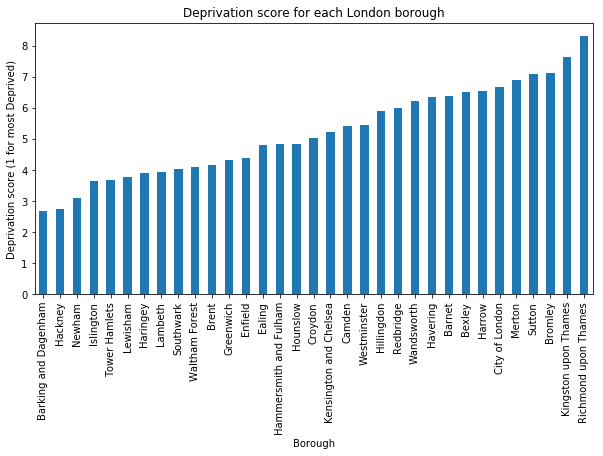 Deprivation score for each London borough
Deprivation score (1 for most Deprived)
8
7
6
5
4
3
2
1
0
Barking and Dagenham
Hackney
Newham
Islington
Tower Hamlets
Lewisham
Haringey
Lambeth
Southwark
Waltham Forest
Brent
Greenwich
Enfield
Ealing
Hammersmith and Fulham
Hounslow
Croydon
Kensington and Chelsea
Camden
Westminster
Hillingdon
Redbridge
Wandsworth
Havering
Barnet
Bexley
Harrow
City of London
Merton
Sutton
Bromley
Kingston upon Thames
Richmond upon Thames
Borough